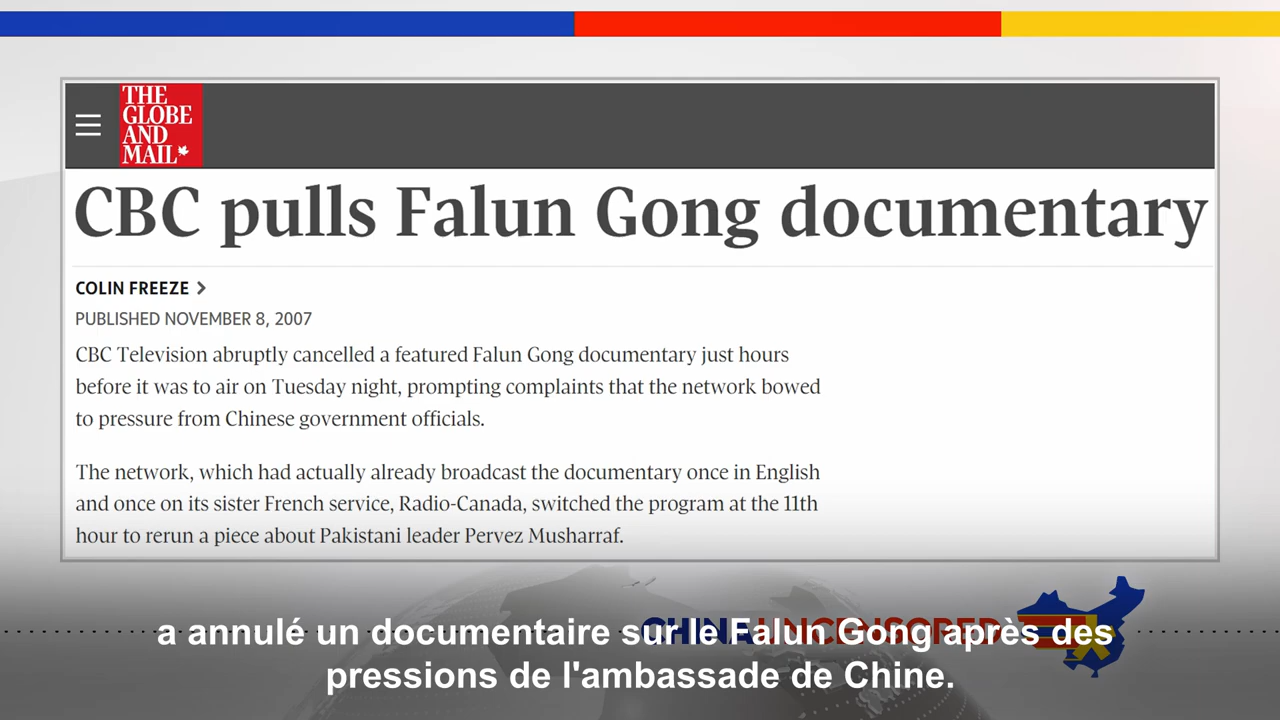 THE
GLOBE
AND
MAIL
CBC pulls Falun Gong documentary
COLIN FREEZE
PUBLISHED NOVEMBER 8, 2007
CBC Television abruptly cancelled a featured Falun Gong documentary just hours
before it was to air on Tuesday night, prompting complaints that the network bowed
to pressure from Chinese government officials.
The network, which had actually already broadcast the documentary once in English
and once on its sister French service, Radio-Canada, switched the program at the 11th
hour to rerun a piece about Pakistani leader Pervez Musharraf.
CHINA UNCENSORED
a annulé un documentaire sur le Falun Gong après des
pressions de l'ambassade de Chine.